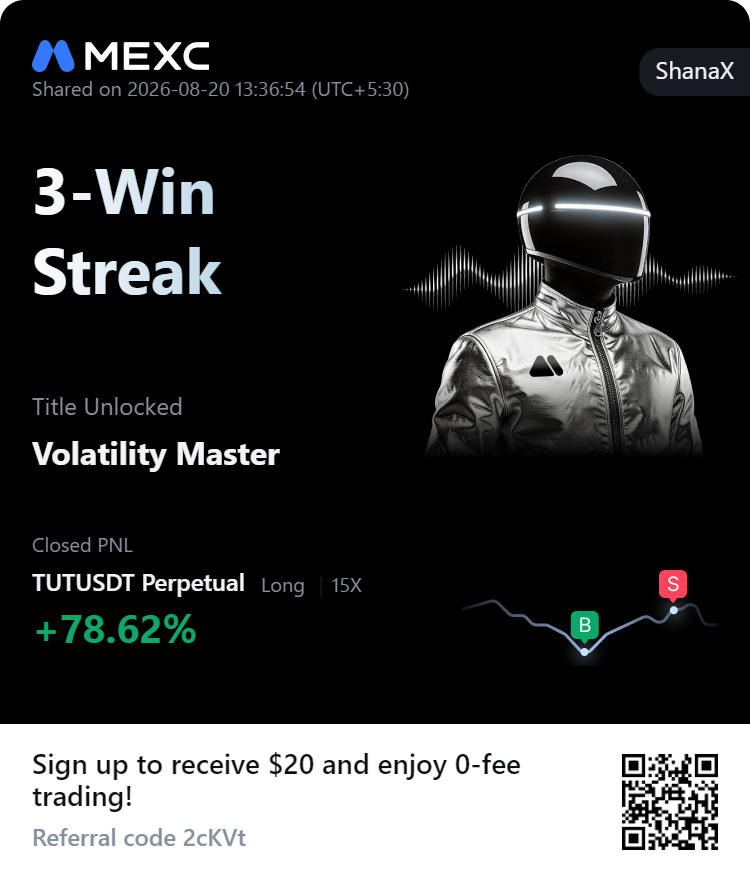 MEXC
Shared on 2026-08-20 13:36:54 (UTC+5:30)
ShanaX
3-Win
Streak
Title Unlocked
Volatility Master
Closed PNL
TUTUSDT Perpetual Long | 15X
+78.62%
B
S
Sign up to receive $20 and enjoy 0-fee
trading!
Referral code 2cKVt